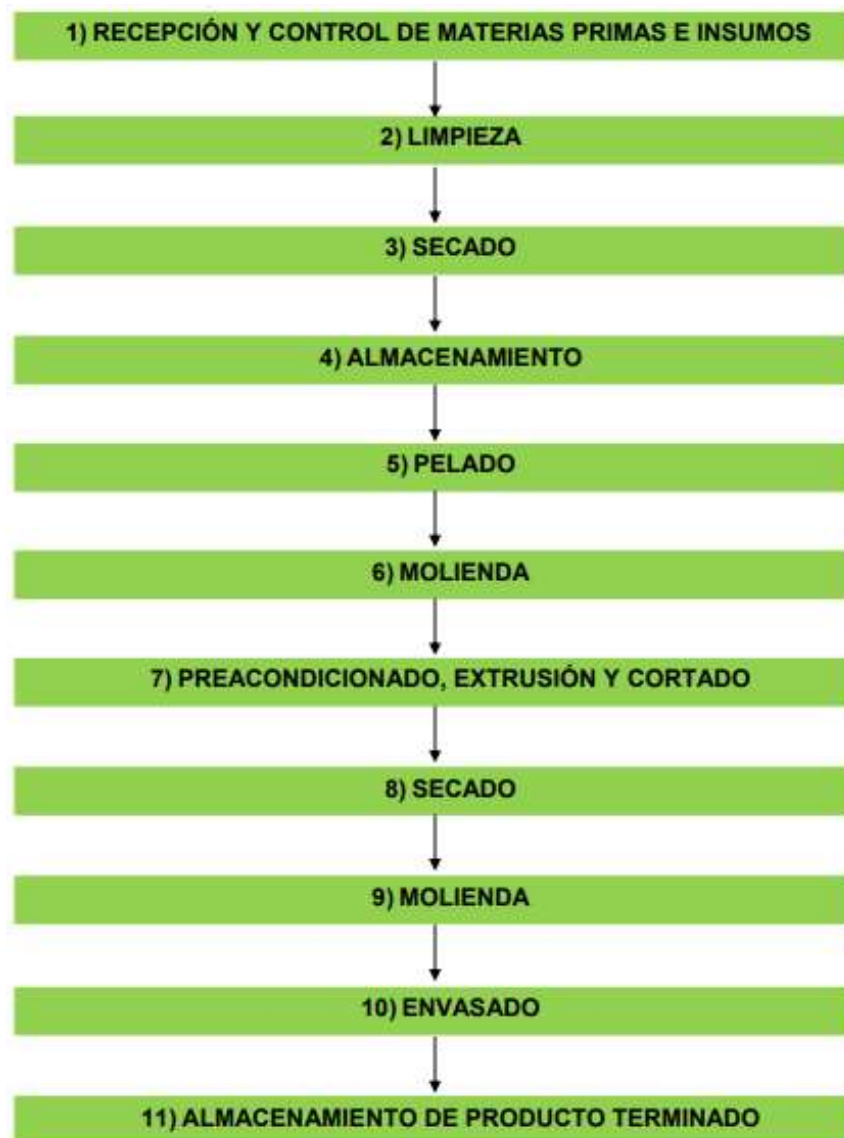 1) RECEPCIÓN Y CONTROL DE MATERIAS PRIMAS E INSUMOS
2) LIMPIEZA
3) SECADO
4) ALMACENAMIENTO
5) PELADO
6) MOLIENDA
7) PREACONDICIONADO, EXTRUSIÓN Y CORTADO
8) SECADO
9) MOLIENDA
10) ENVASADO
11) ALMACENAMIENTO DE PRODUCTO TERMINADO